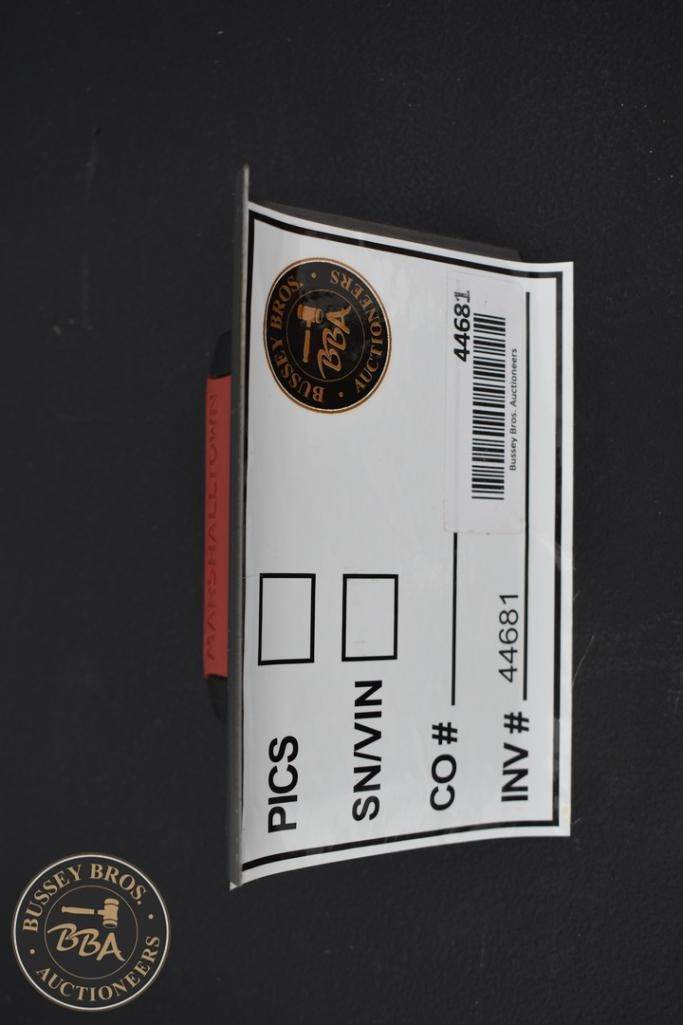 PICS
SN/VIN
CO #
INV # 44681
BUSSEY BROS.
BBA
AUCTIONEERS
44681
Bussey Bros. Auctioneers
MARSHALLTOWN
BUSSEY BROS.
BBA
AUCTIONEERS